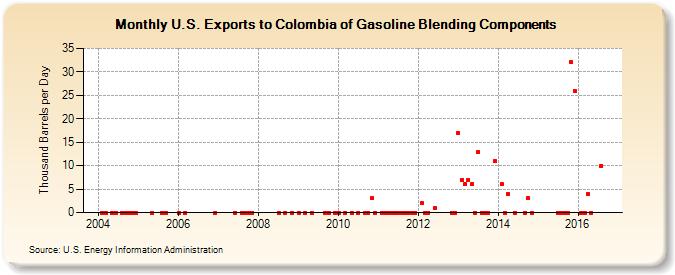 Monthly U.S. Exports to Colombia of Gasoline Blending Components
Thousand Barrels per Day
35
30
25
20
15
10
5
0
2004 2006 2008 2010 2012 2014 2016
Source: U.S. Energy Information Administration